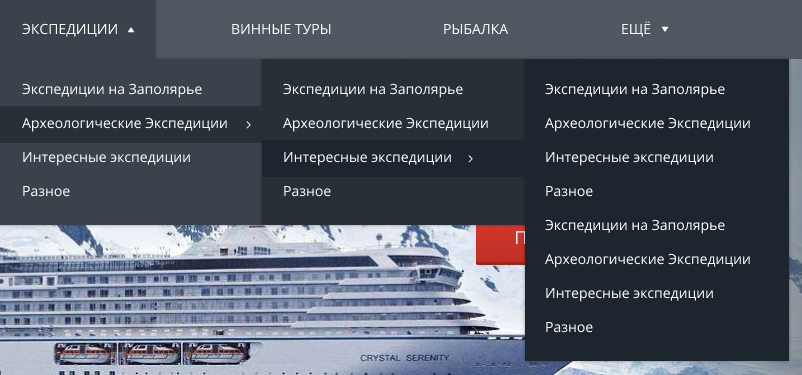 ЭКСПЕДИЦИИ
ВИННЫЕ ТУРЫ
РЫБАЛКА
ЕЩЁ
Экспедиции на Заполярье
Археологические Экспедиции
Интересные экспедиции
Разное
Экспедиции на Заполярье
Археологические Экспедиции
Интересные экспедиции
Разное
Экспедиции на Заполярье
Археологические Экспедиции
Интересные экспедиции
Разное
Экспедиции на Заполярье
Археологические Экспедиции
Интересные экспедиции
Разное
CRYSTAL SERENITY